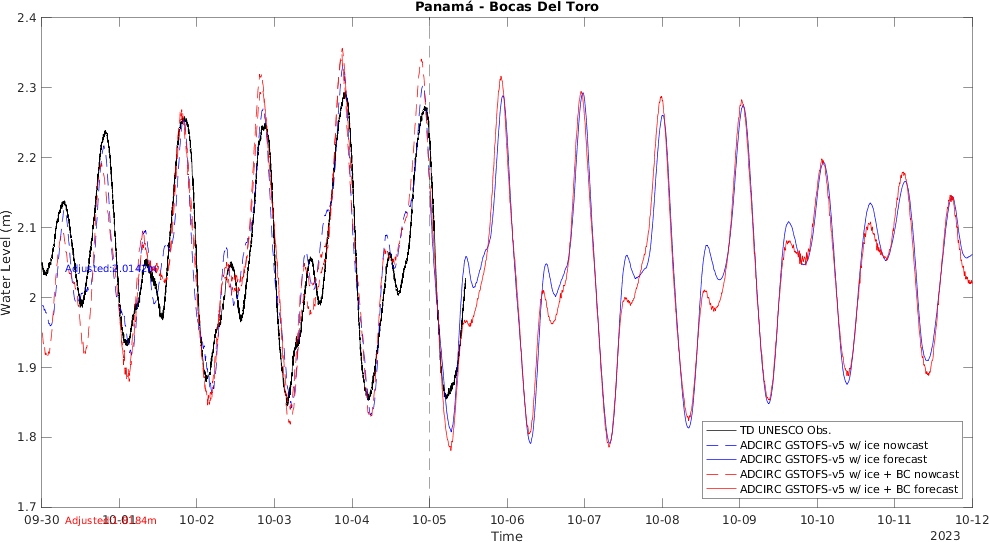 Panamá - Bocas Del Toro
Water Level (m)
2.4
2.3
2.2
2.1
2
1.9
1.8
1.7
TD UNESCO Obs.
ADCIRC GSTOFS-v5 w/ ice nowcast
ADCIRC GSTOFS-v5 w/ ice forecast
ADCIRC GSTOFS-v5 w/ ice + BC nowcast
ADCIRC GSTOFS-v5 w/ ice + BC forecast
09-30 10-01 10-02 10-03 10-04 10-05 10-06 10-07 10-08 10-09 10-10 10-11 10-12
Time
2023